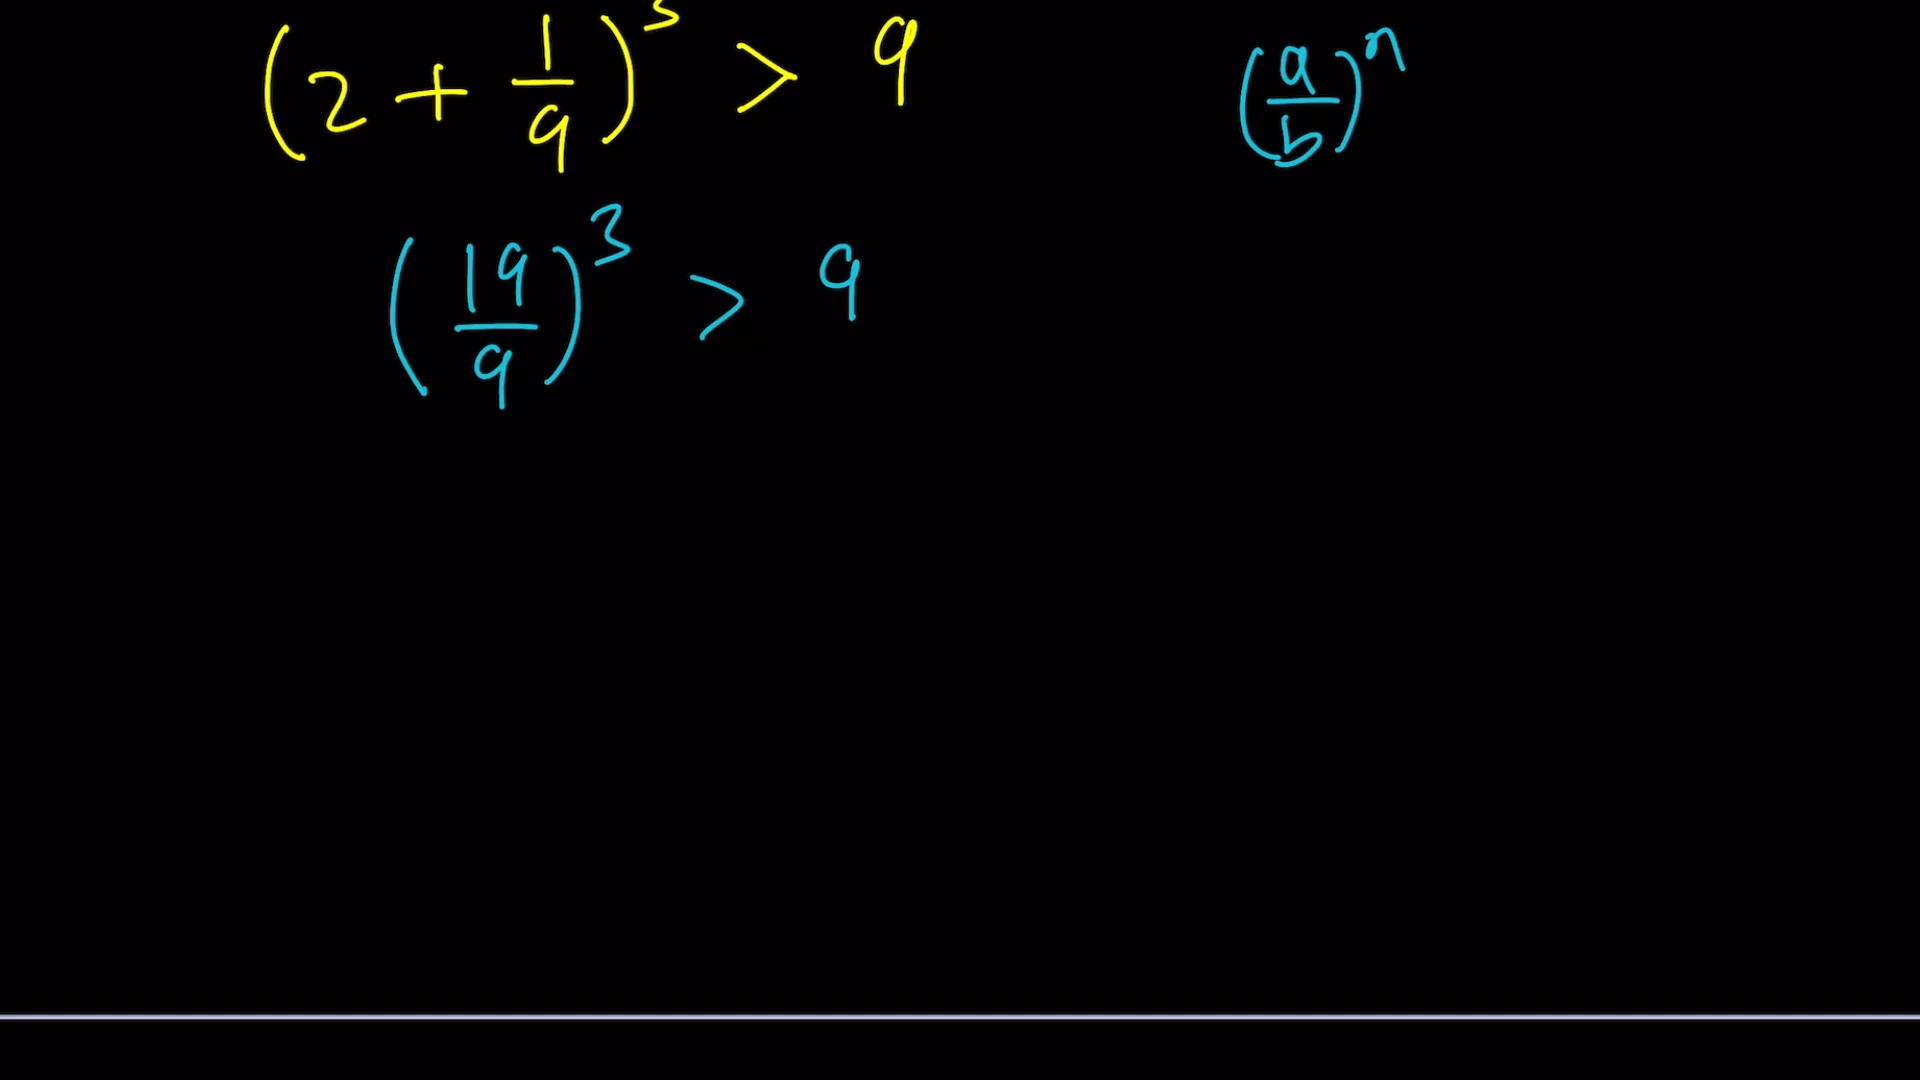 (2 + 1/9)³ > 9
(a/b)ⁿ
(19/9)³ > 9